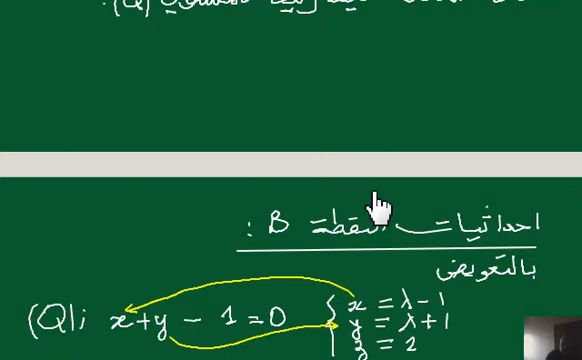 احداثيات النقطة B :
بالتعويض
(Q): x+y - 1 = 0 { x = λ - 1
y = λ + 1
z = 2